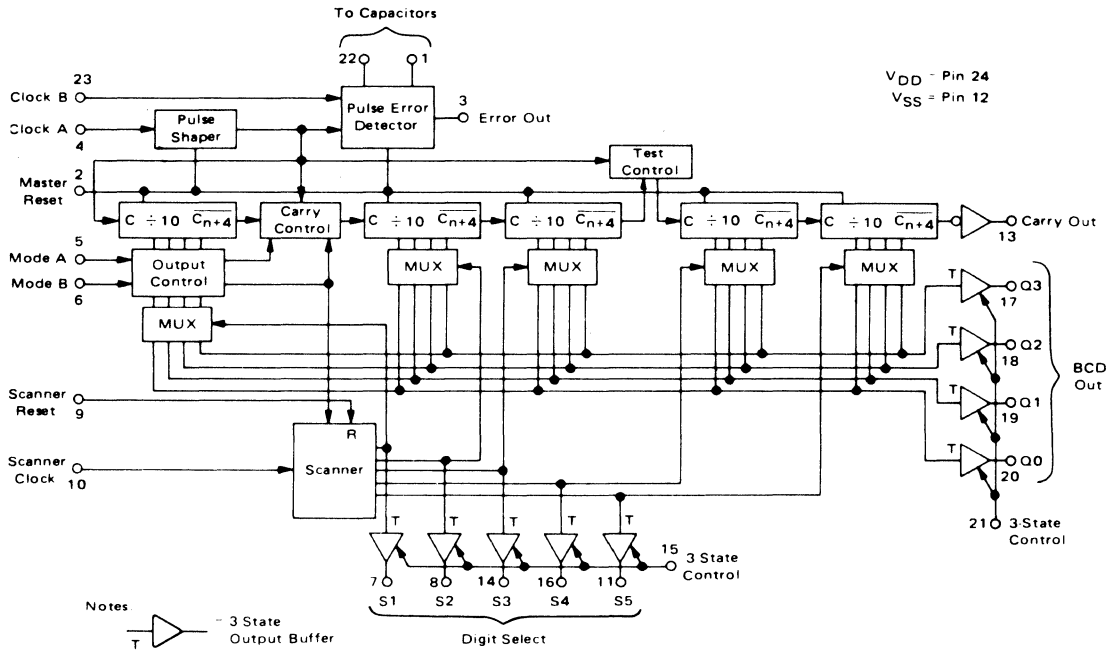 To Capacitors
22
1
VDD = Pin 24
VSS = Pin 12
23
Clock B
Pulse Error
Detector
3
Error Out
Clock A
4
Pulse
Shaper
Test
Control
Master
Reset
2
C ÷10 Cn+4
Carry
Control
C ÷10 Cn+4
C ÷10 Cn+4
C ÷10 Cn+4
C ÷10 Cn+4
Carry Out
13
5
Mode A
Mode B
6
Output
Control
MUX
MUX
MUX
MUX
MUX
T
Q3
17
T
Q2
18
T
Q1
19
T
Q0
20
BCD
Out
21
3-State
Control
Scanner
Reset
9
R
Scanner
Scanner
Clock
10
T
T
T
T
T
15
3 State
Control
7
8
14
16
11
S1
S2
S3
S4
S5
Digit Select
Notes
T
- 3 State
Output Buffer